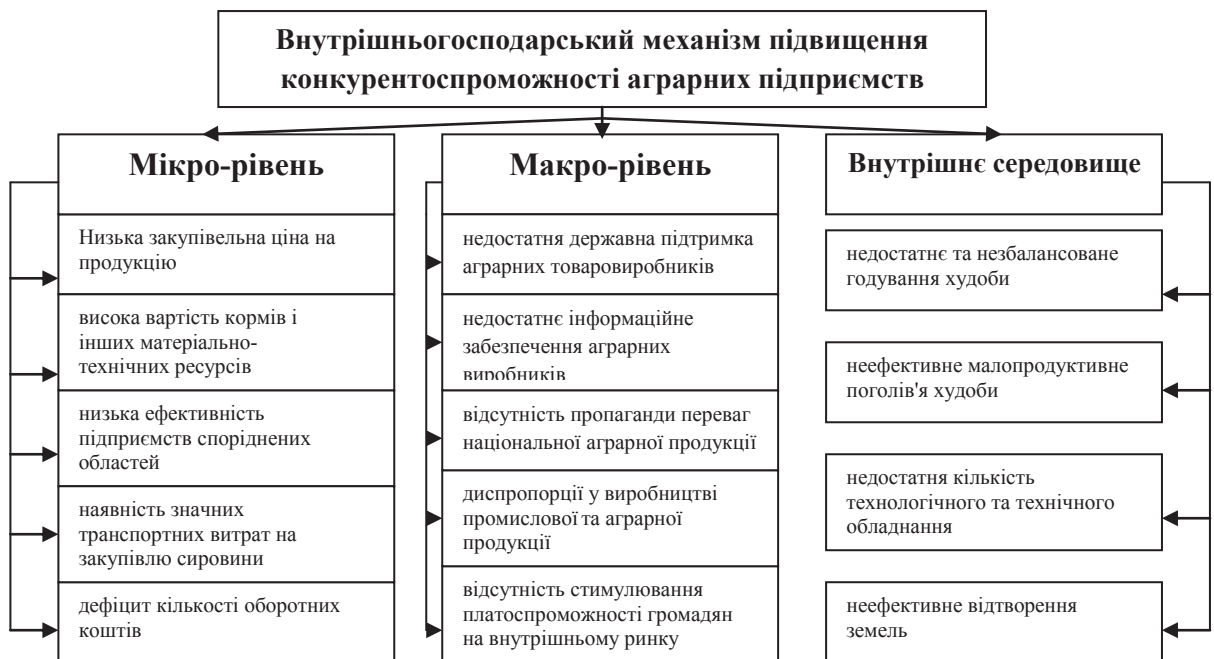 Внутрішньогосподарський механізм підвищення
конкурентоспроможності аграрних підприємств
Мікро-рівень
Низька закупівельна ціна на
продукцію
висока вартість кормів і
інших матеріально-
технічних ресурсів
низька ефективність
підприємств споріднених
областей
наявність значних
транспортних витрат на
закупівлю сировини
дефіцит кількості оборотних
коштів
Макро-рівень
недостатня державна підтримка
аграрних товаровиробників
недостатнє інформаційне
забезпечення аграрних
виробників
відсутність пропаганди переваг
національної аграрної продукції
диспропорції у виробництві
промислової та аграрної
продукції
відсутність стимулювання
платоспроможності громадян
на внутрішньому ринку
Внутрішнє середовище
недостатнє та незбалансоване
годування худоби
неефективне малопродуктивне
поголів'я худоби
недостатня кількість
технологічного та технічного
обладнання
неефективне відтворення
земель